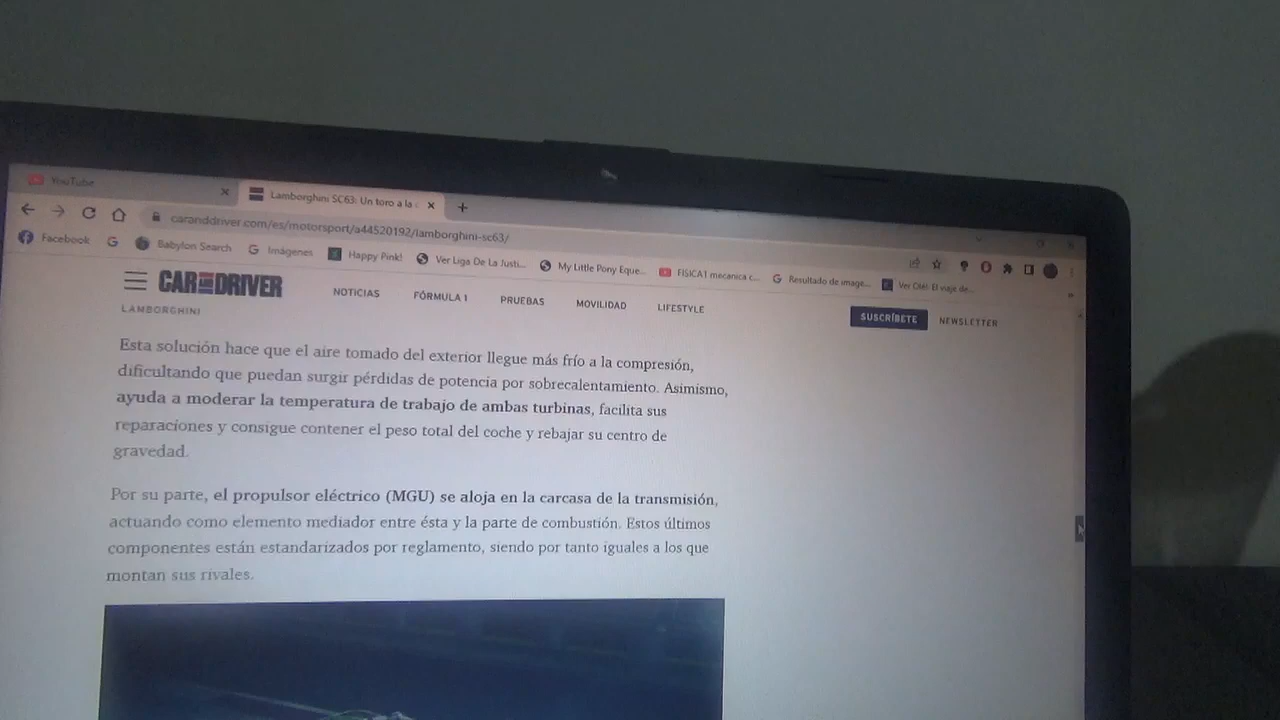 YouTube
Lamborghini SC63: Un toro a la
caranddriver.com/es/motorsport/a44520192/lamborghini-sc63/
Facebook
Babylon Search
Imágenes
Happy Pink!
Ver Liga De La Justi...
My Little Pony Eque...
FISICA1 mecanica c...
Resultado de image...
Ver Olé! El viaje de...
CAR AND DRIVER
NOTICIAS
FÓRMULA 1
PRUEBAS
MOVILIDAD
LIFESTYLE
SUSCRÍBETE
NEWSLETTER
LAMBORGHINI
Esta solución hace que el aire tomado del exterior llegue más frío a la compresión,
dificultando que puedan surgir pérdidas de potencia por sobrecalentamiento. Asimismo,
ayuda a moderar la temperatura de trabajo de ambas turbinas, facilita sus
reparaciones y consigue contener el peso total del coche y rebajar su centro de
gravedad.
Por su parte, el propulsor eléctrico (MGU) se aloja en la carcasa de la transmisión,
actuando como elemento mediador entre ésta y la parte de combustión. Estos últimos
componentes están estandarizados por reglamento, siendo por tanto iguales a los que
montan sus rivales.